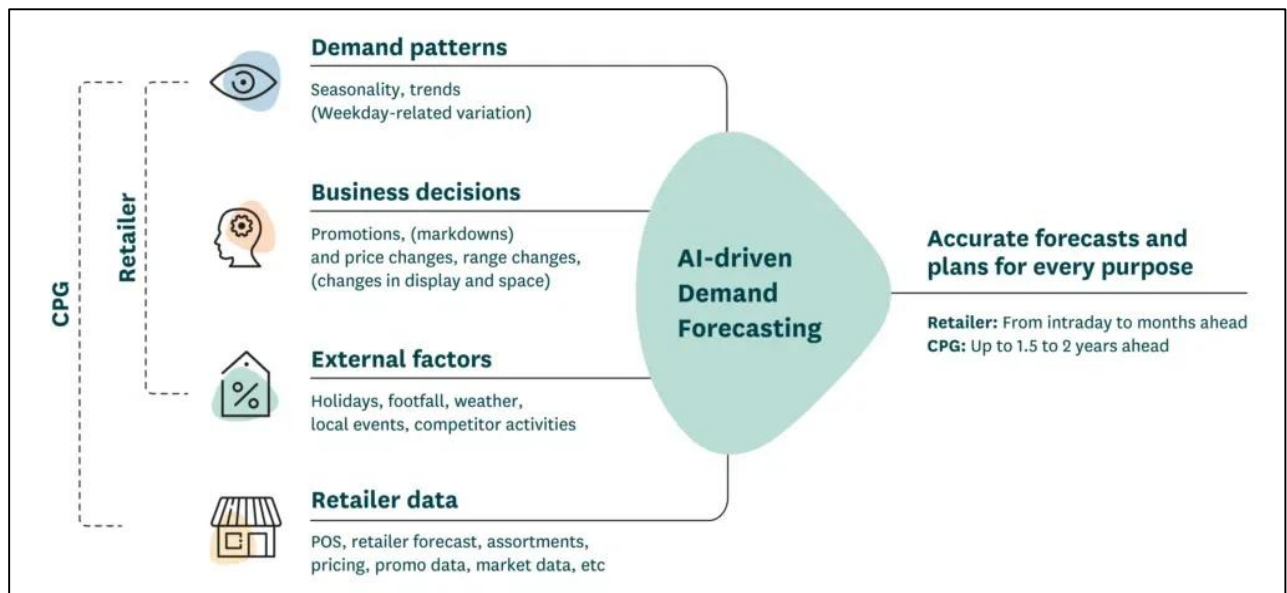 CPG
Retailer
Demand patterns
Seasonality, trends
(Weekday-related variation)
Business decisions
Promotions, (markdowns)
and price changes, range changes,
(changes in display and space)
External factors
Holidays, footfall, weather,
local events, competitor activities
Retailer data
POS, retailer forecast, assortments,
pricing, promo data, market data, etc
AI-driven
Demand
Forecasting
Accurate forecasts and
plans for every purpose
Retailer: From intraday to months ahead
CPG: Up to 1.5 to 2 years ahead